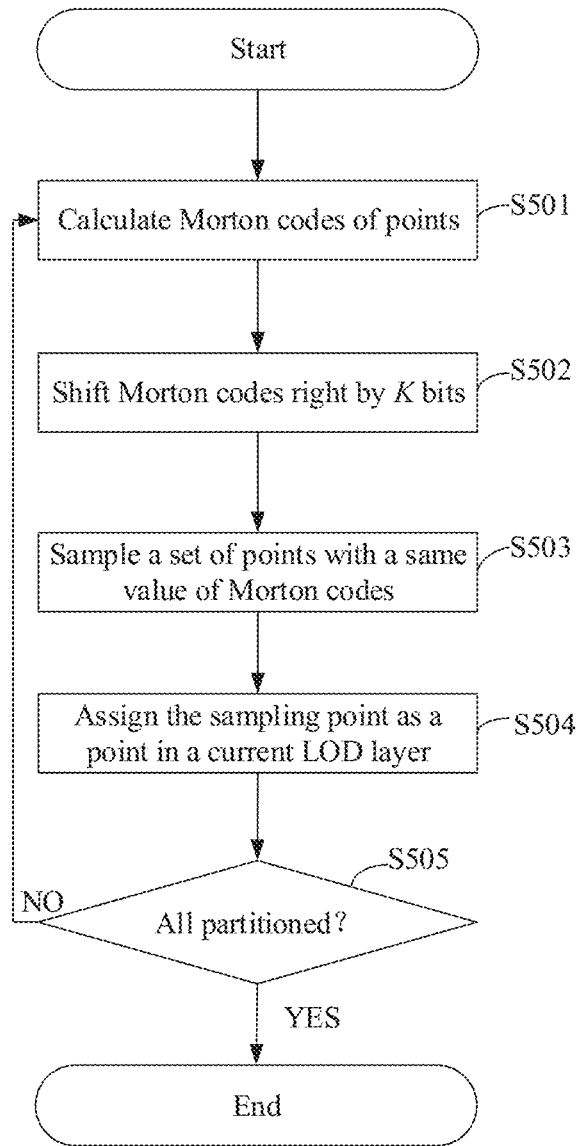 Start
Calculate Morton codes of points
S501
Shift Morton codes right by K bits
S502
Sample a set of points with a same
value of Morton codes
S503
Assign the sampling point as a
point in a current LOD layer
S504
S505
NO
All partitioned?
YES
End